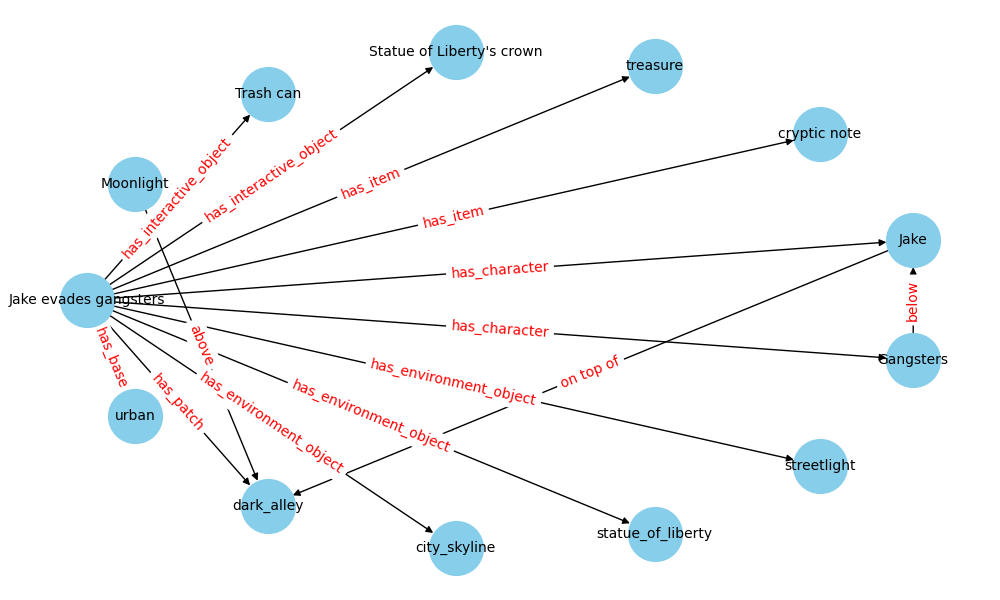 Statue of Liberty's crown
treasure
Trash can
cryptic note
has_interactive_object
has_interactive_object
has_item
Moonlight
has_item
Jake
has_character
Jake evades gangsters
below
has_character
above
has_base
Gangsters
on top of
has_environment_object
has_patch
has_environment_object
has_environment_object
urban
streetlight
dark_alley
statue_of_liberty
city_skyline